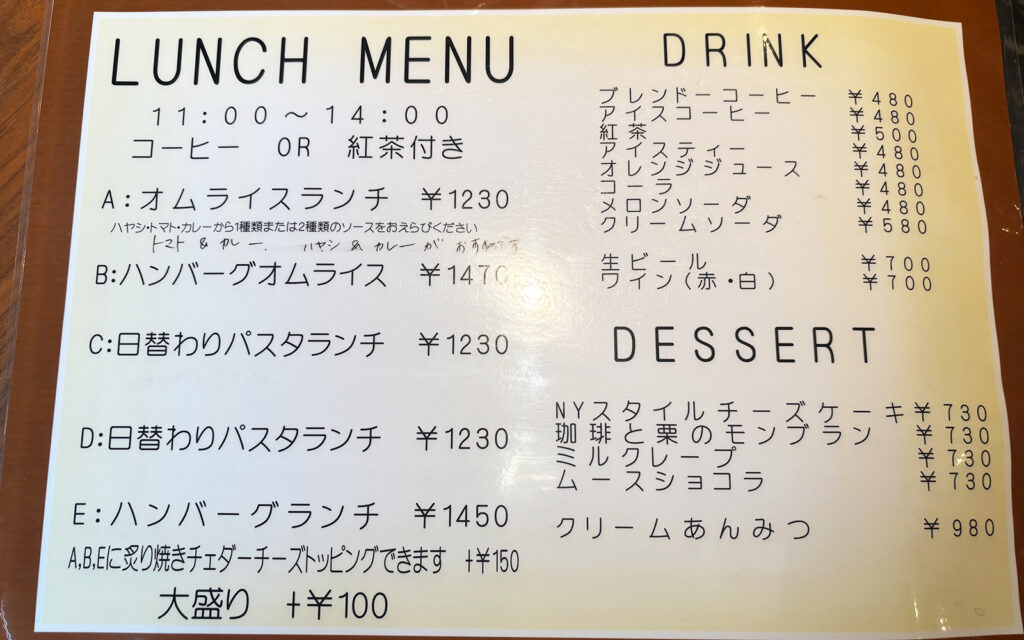 LUNCH MENU
11:00～14:00
コーヒー OR 紅茶付き
A:オムライスランチ ￥1230
ハヤシ・トマト・カレーから1種類または2種類のソースをおえらびください
トマト & カレー. ハヤシ & カレーが おすすめです
B:ハンバーグオムライス ￥1470
C:日替わりパスタランチ ￥1230
D:日替わりパスタランチ ￥1230
E:ハンバーグランチ ￥1450
A,B,Eに炙り焼きチェダーチーズトッピングできます +￥150
大盛り +￥100
DRINK
ブレンドーコーヒー ￥480
アイスコーヒー ￥480
紅茶 ￥500
アイスティー ￥480
オレンジジュース ￥480
コーラ ￥480
メロンソーダ ￥480
クリームソーダ ￥580
生ビール ￥700
ワイン(赤・白) ￥700
DESSERT
NYスタイルチーズケーキ ￥730
珈琲と栗のモンブラン ￥730
ミルクレープ ￥730
ムースショコラ ￥730
クリームあんみつ ￥980